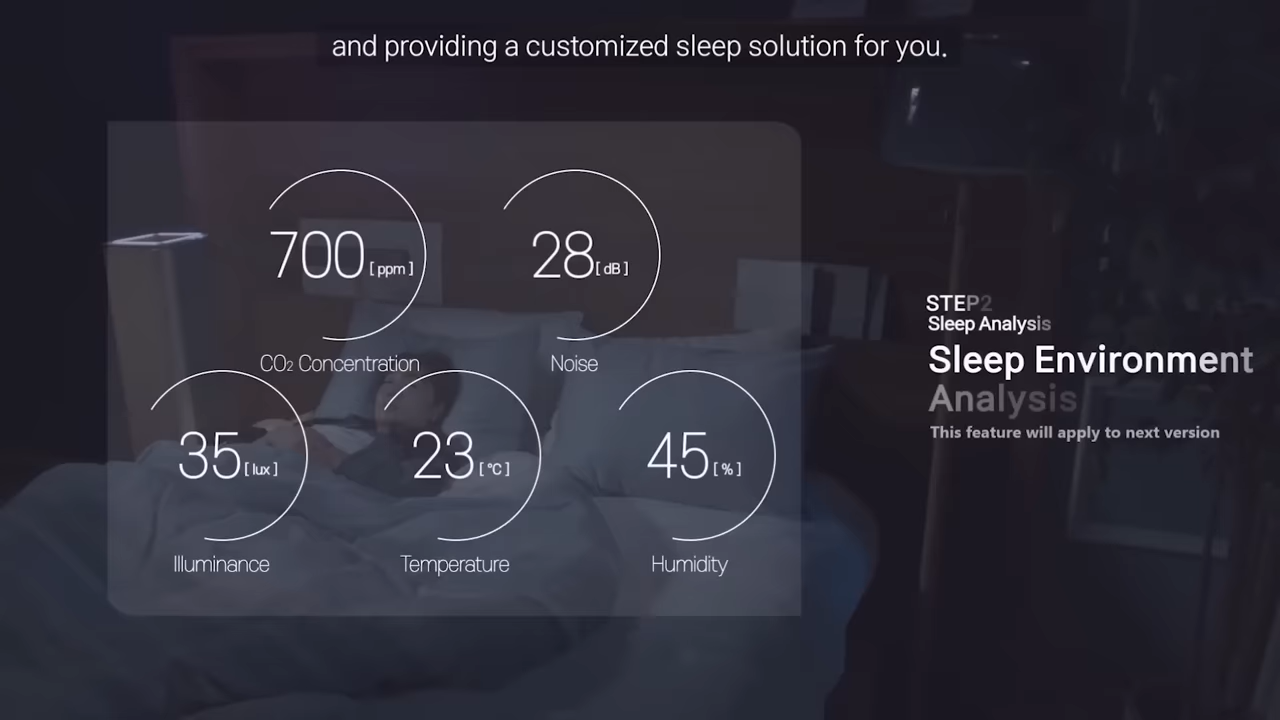 and providing a customized sleep solution for you.
700 [ ppm ]
28 [ dB ]
CO₂ Concentration
Noise
35 [ lux ]
23 [ °C ]
45 [ % ]
Illuminance
Temperature
Humidity
STEP2
Sleep Analysis
Sleep Environment
Analysis
This feature will apply to next version